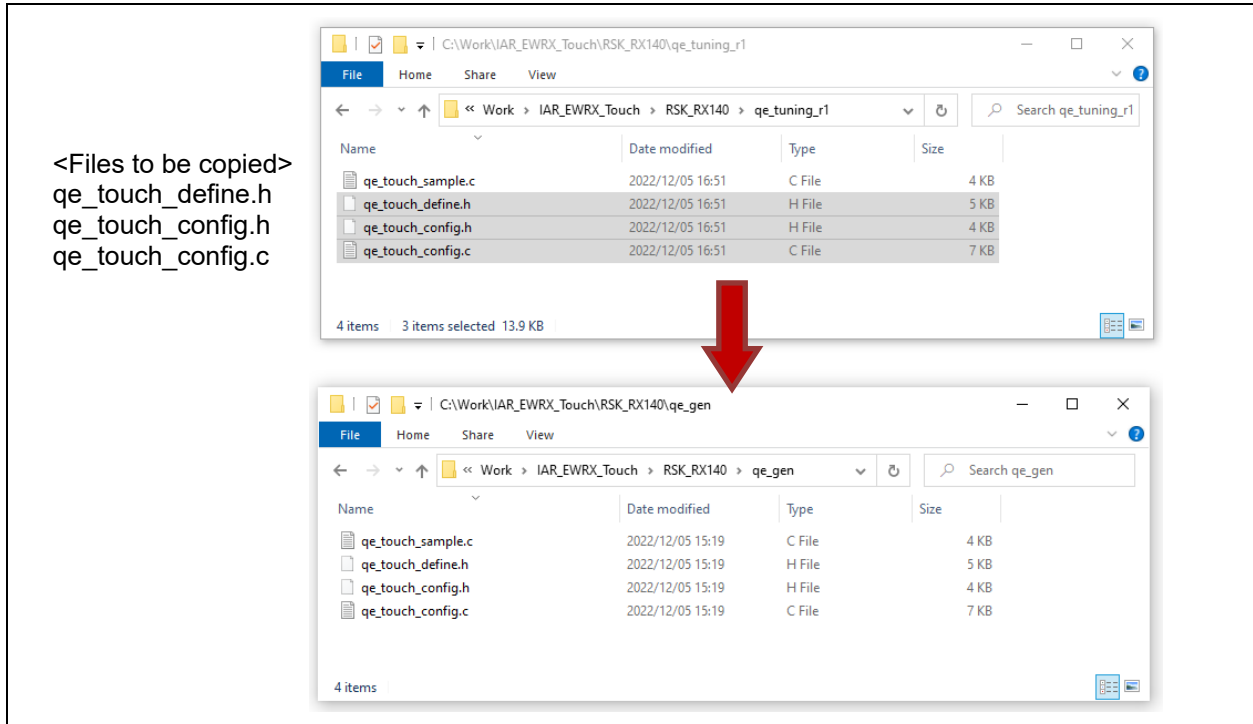 <Files to be copied>
qe_touch_define.h
qe_touch_config.h
qe_touch_config.c
C:\Work\IAR_EWRX_Touch\RSK_RX140\qe_tuning_r1
File Home Share View
« Work > IAR_EWRX_Touch > RSK_RX140 > qe_tuning_r1 Search qe_tuning_r1
Name Date modified Type Size
qe_touch_sample.c 2022/12/05 16:51 C File 4 KB
qe_touch_define.h 2022/12/05 16:51 H File 5 KB
qe_touch_config.h 2022/12/05 16:51 H File 4 KB
qe_touch_config.c 2022/12/05 16:51 C File 7 KB
4 items 3 items selected 13.9 KB
C:\Work\IAR_EWRX_Touch\RSK_RX140\qe_gen
File Home Share View
« Work > IAR_EWRX_Touch > RSK_RX140 > qe_gen Search qe_gen
Name Date modified Type Size
qe_touch_sample.c 2022/12/05 15:19 C File 4 KB
qe_touch_define.h 2022/12/05 15:19 H File 5 KB
qe_touch_config.h 2022/12/05 15:19 H File 4 KB
qe_touch_config.c 2022/12/05 15:19 C File 7 KB
4 items